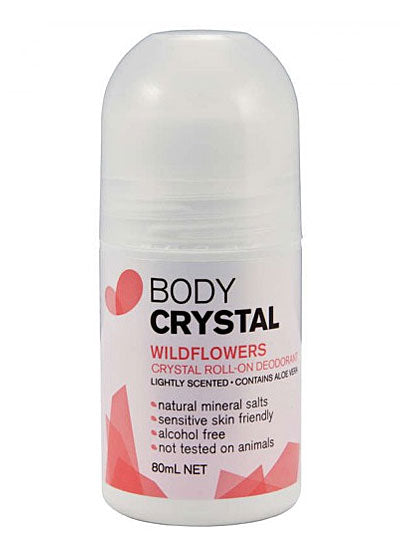 BODY
CRYSTAL
WILDFLOWERS
CRYSTAL ROLL-ON DEODORANT
LIGHTLY SCENTED • CONTAINS ALOE VERA
•natural mineral salts
•sensitive skin friendly
•alcohol free
•not tested on animals
80mL NET